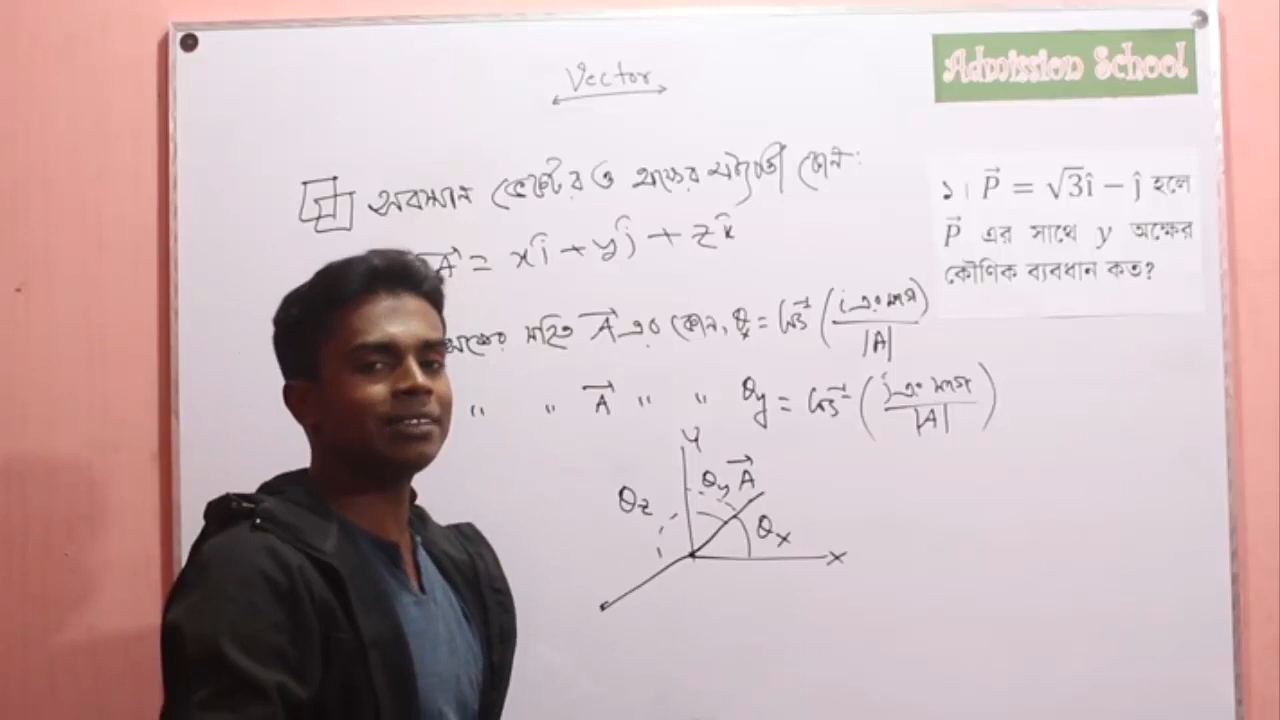 Vector
Admission School
অবস্থান ভেক্টর ও অক্ষের মধ্যবর্তী কোণ:
A⃗ = xî + yĵ + zk̂
অক্ষের সহিত A⃗ এর কোন, θx = cos⁻¹ (i এর সহগ / |A|)
" " A⃗ " " θy = cos⁻¹ (j এর সহগ / |A|)
Y
θy A⃗
θz
θx
X
১। P⃗ = √3î − ĵ হলে
P⃗ এর সাথে y অক্ষের
কৌণিক ব্যবধান কত?